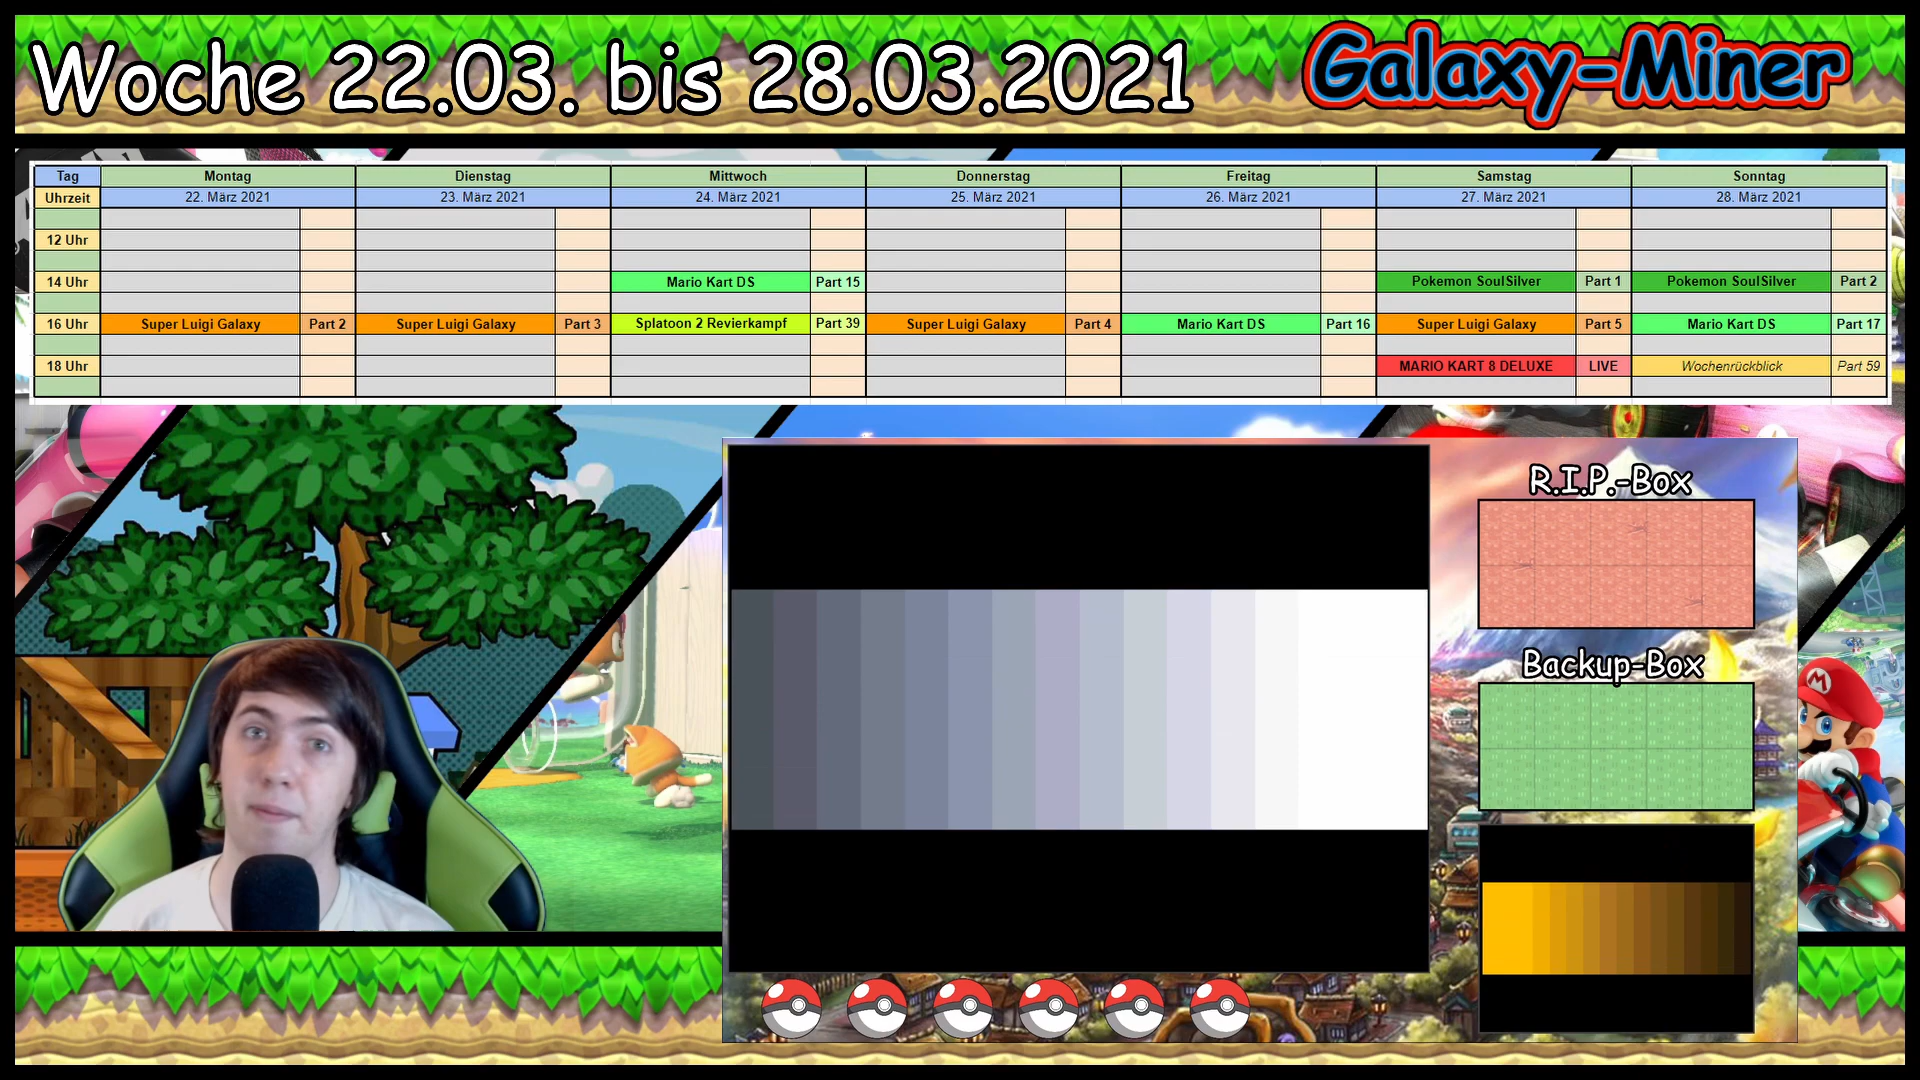 Woche 22.03. bis 28.03.2021
Galaxy-Miner
Tag Montag Dienstag Mittwoch Donnerstag Freitag Samstag Sonntag
Uhrzeit 22. März 2021 23. März 2021 24. März 2021 25. März 2021 26. März 2021 27. März 2021 28. März 2021
12 Uhr
14 Uhr Mario Kart DS Part 15 Pokemon SoulSilver Part 1 Pokemon SoulSilver Part 2
16 Uhr Super Luigi Galaxy Part 2 Super Luigi Galaxy Part 3 Splatoon 2 Revierkampf Part 39 Super Luigi Galaxy Part 4 Mario Kart DS Part 16 Super Luigi Galaxy Part 5 Mario Kart DS Part 17
18 Uhr MARIO KART 8 DELUXE LIVE Wochenrückblick Part 59
R.I.P.-Box
Backup-Box
M